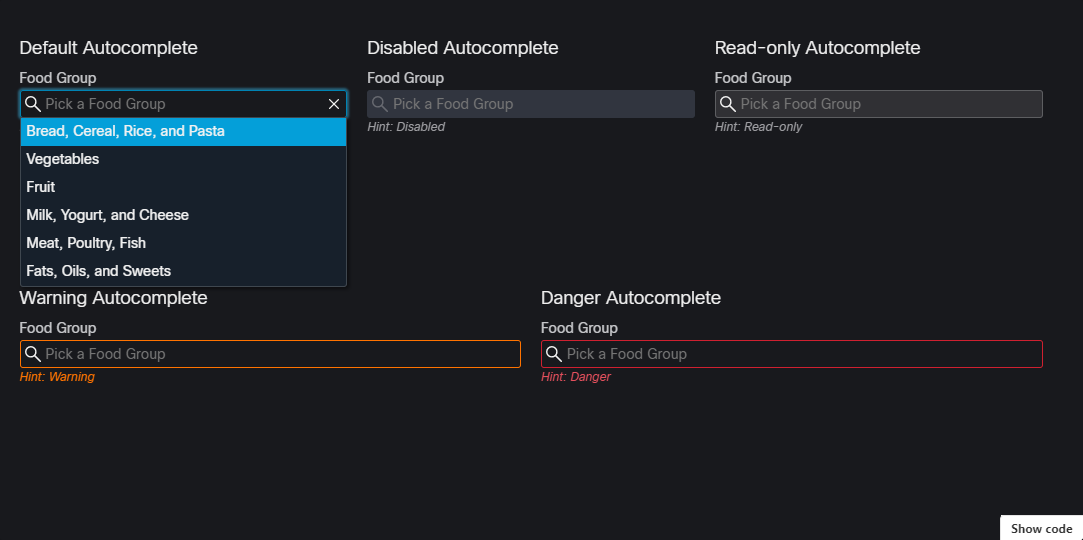 Default Autocomplete
Disabled Autocomplete
Read-only Autocomplete
Food Group
Food Group
Food Group
Pick a Food Group
Pick a Food Group
Pick a Food Group
Hint: Disabled
Hint: Read-only
Bread, Cereal, Rice, and Pasta
Vegetables
Fruit
Milk, Yogurt, and Cheese
Meat, Poultry, Fish
Fats, Oils, and Sweets
Warning Autocomplete
Danger Autocomplete
Food Group
Food Group
Pick a Food Group
Pick a Food Group
Hint: Warning
Hint: Danger
Show code